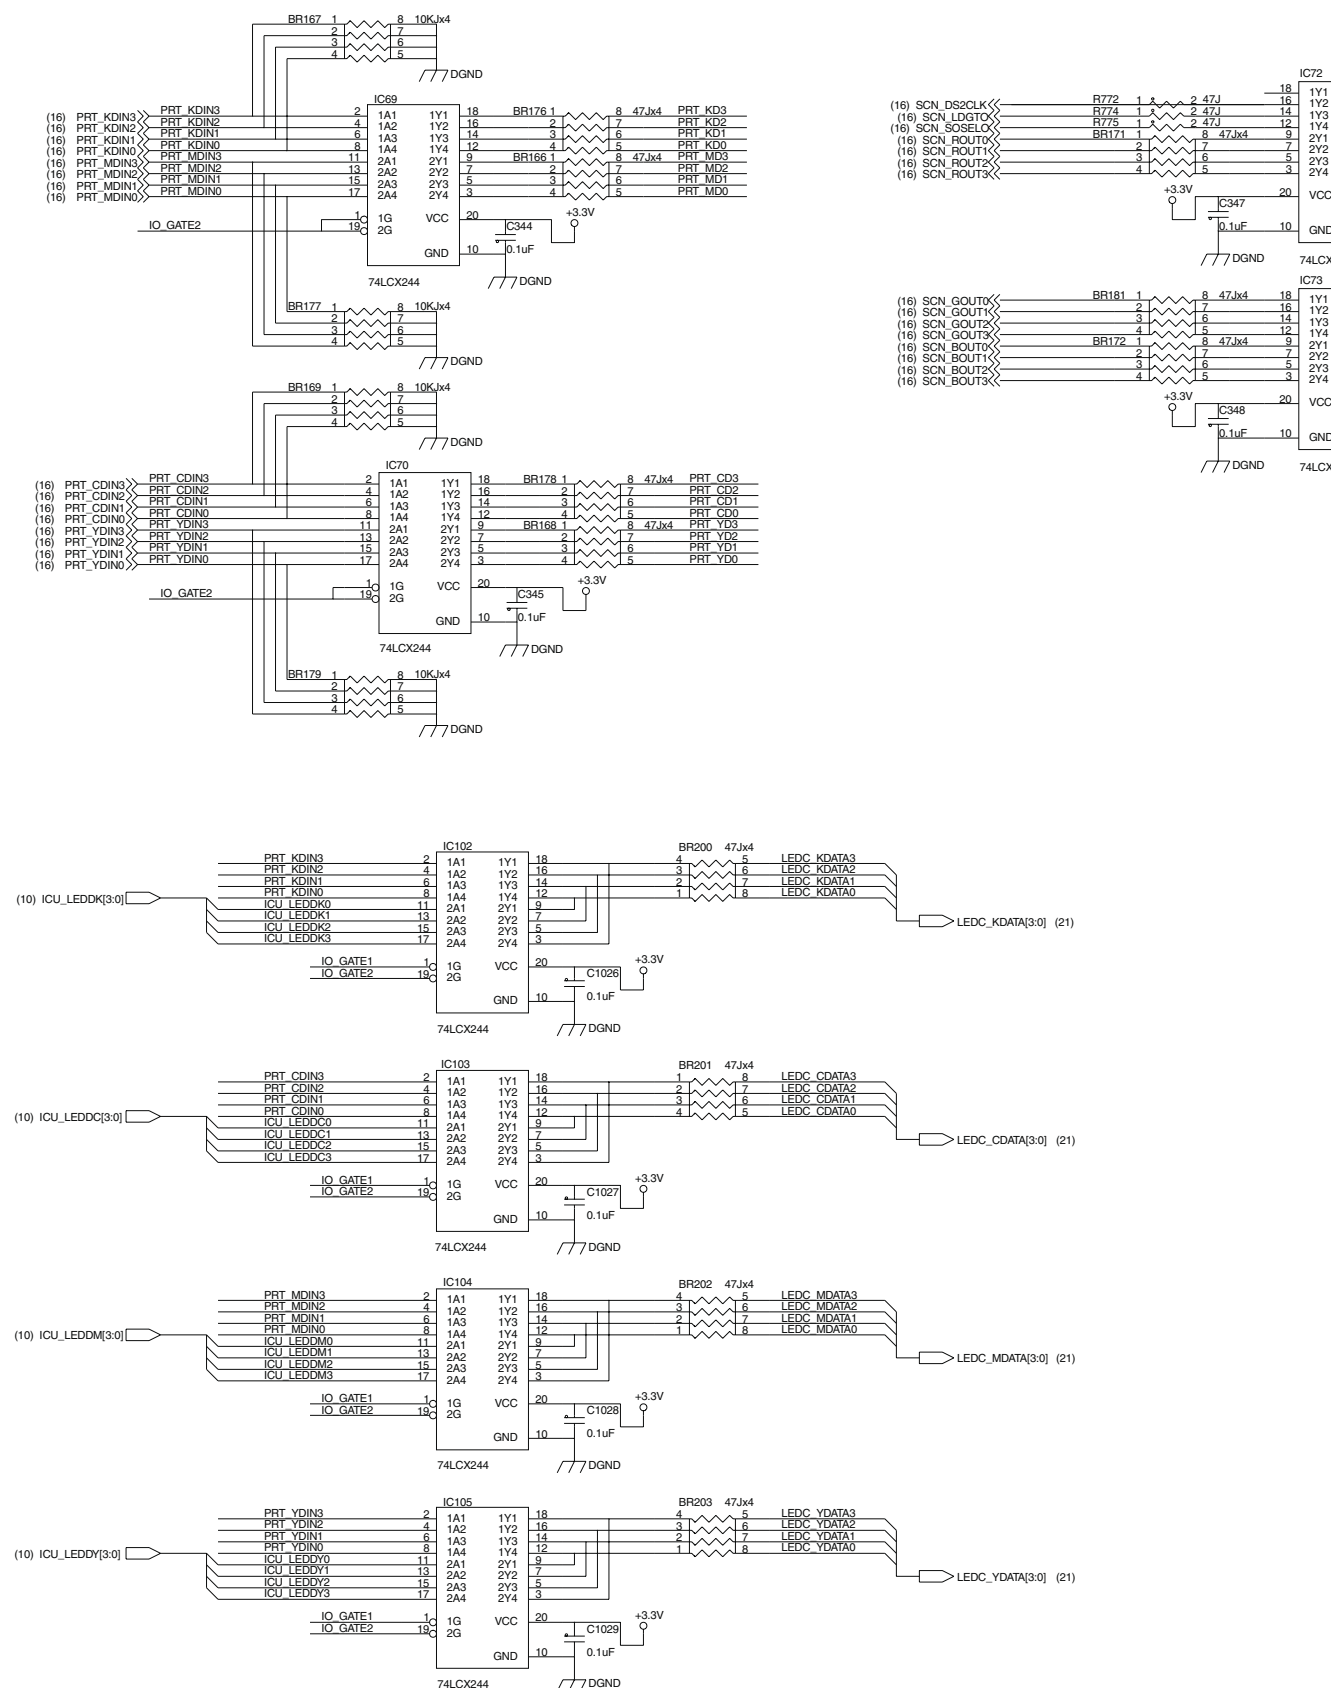 BR167 1 8 10KJx4
2 7
3 6
4 5
DGND
IC69
(16) PRT_KDIN3 PRT_KDIN3 2 1A1 1Y1 18 BR176 1 8 47Jx4 PRT_KD3
(16) PRT_KDIN2 PRT_KDIN2 4 1A2 1Y2 16 2 7 PRT_KD2
(16) PRT_KDIN1 PRT_KDIN1 6 1A3 1Y3 14 3 6 PRT_KD1
(16) PRT_KDIN0 PRT_KDIN0 8 1A4 1Y4 12 4 5 PRT_KD0
(16) PRT_MDIN3 PRT_MDIN3 11 2A1 2Y1 9 BR166 1 8 47Jx4 PRT_MD3
(16) PRT_MDIN2 PRT_MDIN2 13 2A2 2Y2 7 2 7 PRT_MD2
(16) PRT_MDIN1 PRT_MDIN1 15 2A3 2Y3 5 3 6 PRT_MD1
(16) PRT_MDIN0 PRT_MDIN0 17 2A4 2Y4 3 4 5 PRT_MD0
+3.3V
1 1G VCC 20
IO_GATE2 19 2G C344
GND 10 0.1uF
74LCX244 DGND
BR177 1 8 10KJx4
2 7
3 6
4 5
DGND
BR169 1 8 10KJx4
2 7
3 6
4 5
DGND
IC70
(16) PRT_CDIN3 PRT_CDIN3 2 1A1 1Y1 18 BR178 1 8 47Jx4 PRT_CD3
(16) PRT_CDIN2 PRT_CDIN2 4 1A2 1Y2 16 2 7 PRT_CD2
(16) PRT_CDIN1 PRT_CDIN1 6 1A3 1Y3 14 3 6 PRT_CD1
(16) PRT_CDIN0 PRT_CDIN0 8 1A4 1Y4 12 4 5 PRT_CD0
(16) PRT_YDIN3 PRT_YDIN3 11 2A1 2Y1 9 BR168 1 8 47Jx4 PRT_YD3
(16) PRT_YDIN2 PRT_YDIN2 13 2A2 2Y2 7 2 7 PRT_YD2
(16) PRT_YDIN1 PRT_YDIN1 15 2A3 2Y3 5 3 6 PRT_YD1
(16) PRT_YDIN0 PRT_YDIN0 17 2A4 2Y4 3 4 5 PRT_YD0
+3.3V
1 1G VCC 20
IO_GATE2 19 2G C345
GND 10 0.1uF
74LCX244 DGND
BR179 1 8 10KJx4
2 7
3 6
4 5
DGND
IC72
18 1Y1
(16) SCN_DS2CLK R772 1 2 47J 16 1Y2
(16) SCN_LDGTO R774 1 2 47J 14 1Y3
(16) SCN_SOSELO R775 1 2 47J 12 1Y4
(16) SCN_ROUT0 BR171 1 8 47Jx4 9 2Y1
(16) SCN_ROUT1 2 7 7 2Y2
(16) SCN_ROUT2 3 6 5 2Y3
(16) SCN_ROUT3 4 5 3 2Y4
+3.3V 20 VCC
C347
0.1uF 10 GND
DGND 74LCX
IC73
(16) SCN_GOUT0 BR181 1 8 47Jx4 18 1Y1
(16) SCN_GOUT1 2 7 16 1Y2
(16) SCN_GOUT2 3 6 14 1Y3
(16) SCN_GOUT3 4 5 12 1Y4
(16) SCN_BOUT0 BR172 1 8 47Jx4 9 2Y1
(16) SCN_BOUT1 2 7 7 2Y2
(16) SCN_BOUT2 3 6 5 2Y3
(16) SCN_BOUT3 4 5 3 2Y4
+3.3V 20 VCC
C348
0.1uF 10 GND
DGND 74LCX
IC102 BR200 47Jx4
PRT_KDIN3 2 1A1 1Y1 18 4 5 LEDC_KDATA3
PRT_KDIN2 4 1A2 1Y2 16 3 6 LEDC_KDATA2
PRT_KDIN1 6 1A3 1Y3 14 2 7 LEDC_KDATA1
PRT_KDIN0 8 1A4 1Y4 12 1 8 LEDC_KDATA0
(10) ICU_LEDDK[3:0] ICU_LEDDK0 11 2A1 2Y1 9
ICU_LEDDK1 13 2A2 2Y2 7 LEDC_KDATA[3:0] (21)
ICU_LEDDK2 15 2A3 2Y3 5
ICU_LEDDK3 17 2A4 2Y4 3
IO_GATE1 1 1G VCC 20 +3.3V
IO_GATE2 19 2G C1026
GND 10 0.1uF
74LCX244 DGND
IC103 BR201 47Jx4
PRT_CDIN3 2 1A1 1Y1 18 1 8 LEDC_CDATA3
PRT_CDIN2 4 1A2 1Y2 16 2 7 LEDC_CDATA2
PRT_CDIN1 6 1A3 1Y3 14 3 6 LEDC_CDATA1
PRT_CDIN0 8 1A4 1Y4 12 4 5 LEDC_CDATA0
(10) ICU_LEDDC[3:0] ICU_LEDDC0 11 2A1 2Y1 9
ICU_LEDDC1 13 2A2 2Y2 7 LEDC_CDATA[3:0] (21)
ICU_LEDDC2 15 2A3 2Y3 5
ICU_LEDDC3 17 2A4 2Y4 3
IO_GATE1 1 1G VCC 20 +3.3V
IO_GATE2 19 2G C1027
GND 10 0.1uF
74LCX244 DGND
IC104 BR202 47Jx4
PRT_MDIN3 2 1A1 1Y1 18 4 5 LEDC_MDATA3
PRT_MDIN2 4 1A2 1Y2 16 3 6 LEDC_MDATA2
PRT_MDIN1 6 1A3 1Y3 14 2 7 LEDC_MDATA1
PRT_MDIN0 8 1A4 1Y4 12 1 8 LEDC_MDATA0
(10) ICU_LEDDM[3:0] ICU_LEDDM0 11 2A1 2Y1 9
ICU_LEDDM1 13 2A2 2Y2 7 LEDC_MDATA[3:0] (21)
ICU_LEDDM2 15 2A3 2Y3 5
ICU_LEDDM3 17 2A4 2Y4 3
IO_GATE1 1 1G VCC 20 +3.3V
IO_GATE2 19 2G C1028
GND 10 0.1uF
74LCX244 DGND
IC105 BR203 47Jx4
PRT_YDIN3 2 1A1 1Y1 18 4 5 LEDC_YDATA3
PRT_YDIN2 4 1A2 1Y2 16 3 6 LEDC_YDATA2
PRT_YDIN1 6 1A3 1Y3 14 2 7 LEDC_YDATA1
PRT_YDIN0 8 1A4 1Y4 12 1 8 LEDC_YDATA0
(10) ICU_LEDDY[3:0] ICU_LEDDY0 11 2A1 2Y1 9
ICU_LEDDY1 13 2A2 2Y2 7 LEDC_YDATA[3:0] (21)
ICU_LEDDY2 15 2A3 2Y3 5
ICU_LEDDY3 17 2A4 2Y4 3
IO_GATE1 1 1G VCC 20 +3.3V
IO_GATE2 19 2G C1029
GND 10 0.1uF
74LCX244 DGND